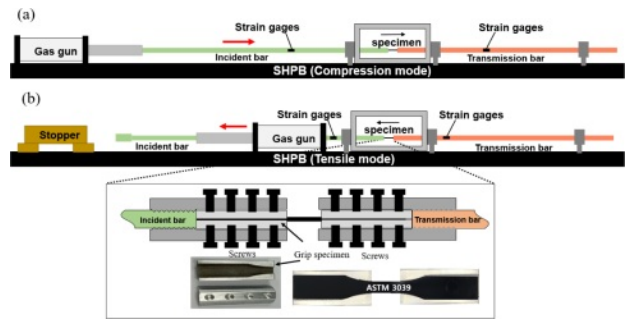 (a)
Strain gages
Strain gages
Gas gun
specimen
Incident bar
Transmission bar
SHPB (Compression mode)
(b)
Stopper
Strain gages
specimen
Strain gages
Gas gun
Incident bar
Transmission bar
SHPB (Tensile mode)
Incident bar
Transmission bar
Screws
Grip specimen
Screws
ASTM 3039